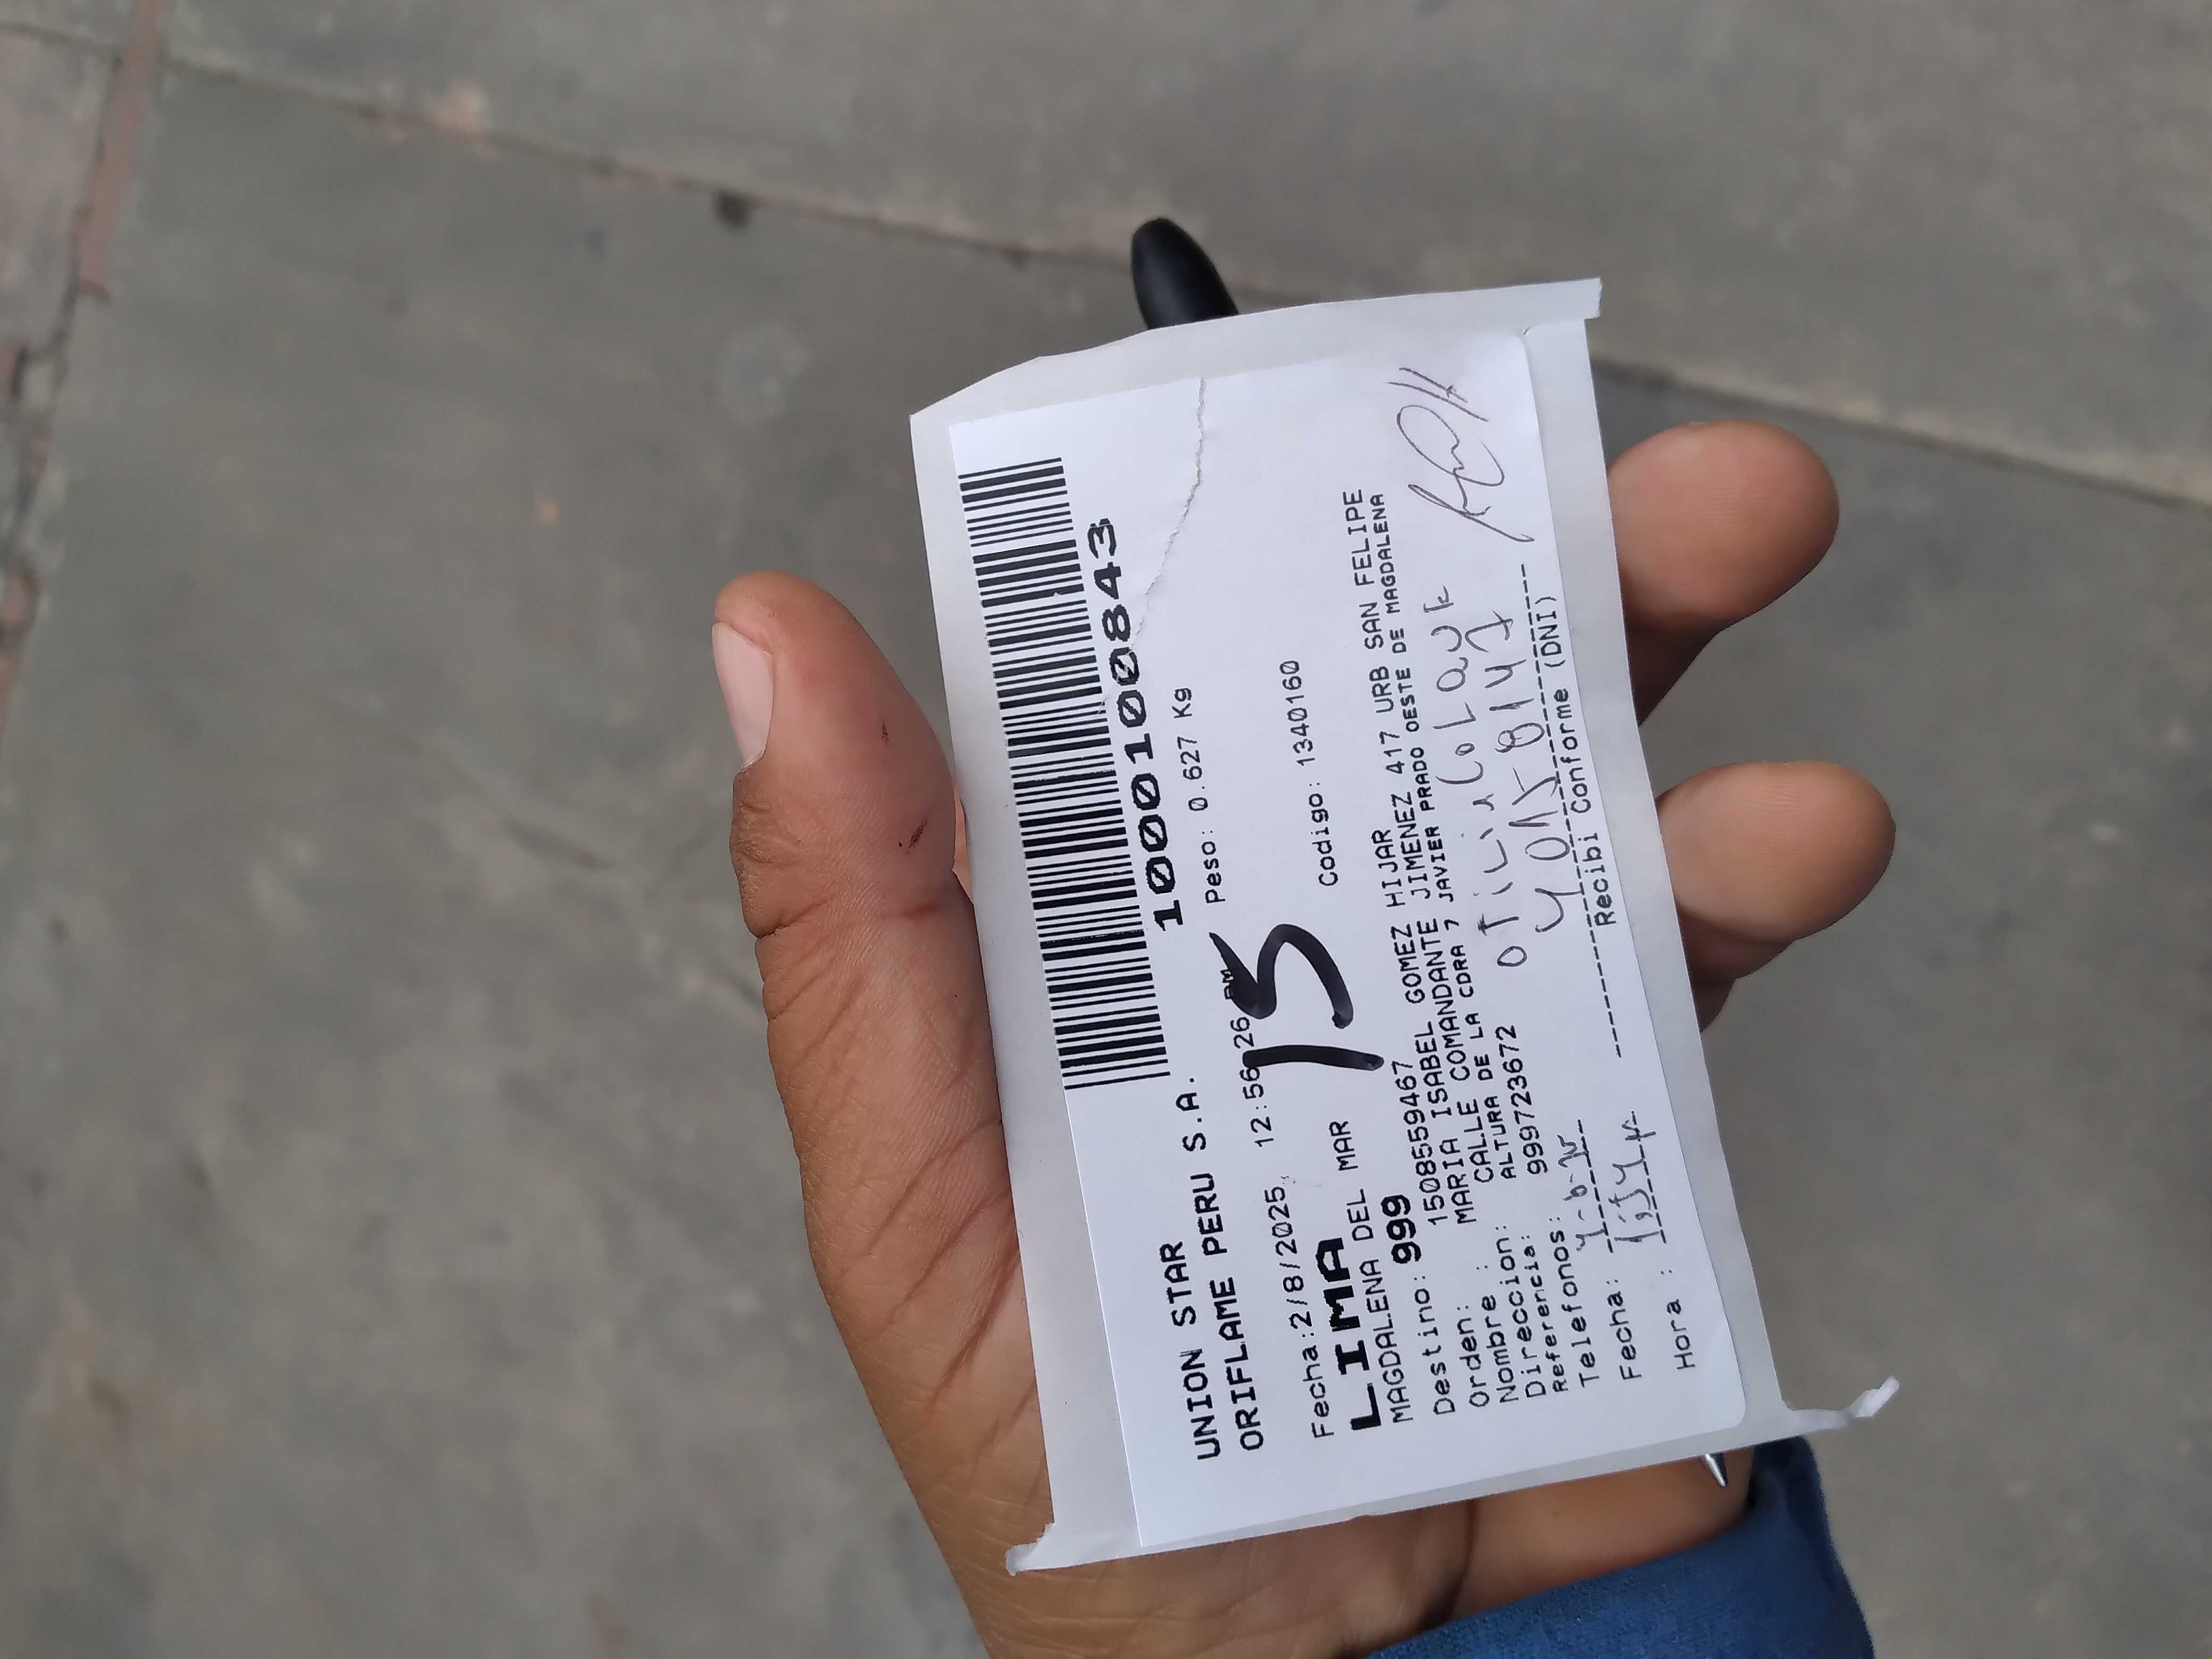 UNION STAR
ORIFLAME PERU S.A.
100010100843
Fecha:2/8/2025, 12:56:26 PM
Peso: 0.627 Kg
LIMA
15
MAGDALENA DEL MAR
Codigo: 1340160
Destino: 999
Orden: 1508559467
Nombre : MARIA ISABEL GOMEZ HIJAR
Direccion: CALLE COMANDANTE JIMENEZ 417 URB SAN FELIPE
Referencia: ALTURA DE LA CDRA 7 JAVIER PRADO OESTE DE MAGDALENA
Telefonos: 999723672
Fecha:
Hora :
Recibi Conforme (DNI)